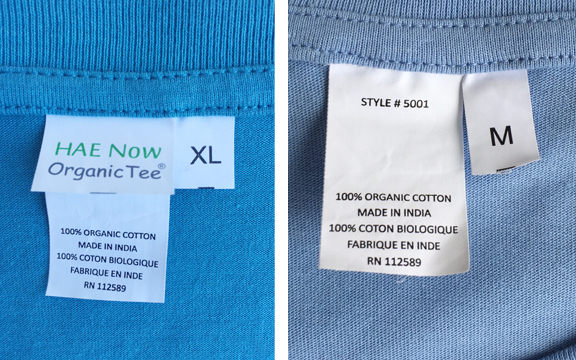 HAE NOW
OrganicTee®
XL
100% ORGANIC COTTON
MADE IN INDIA
100% COTON BIOLOGIQUE
FABRIQUE EN INDE
RN 112589
STYLE # 5001
M
100% ORGANIC COTTON
MADE IN INDIA
100% COTON BIOLOGIQUE
FABRIQUE EN INDE
RN 112589